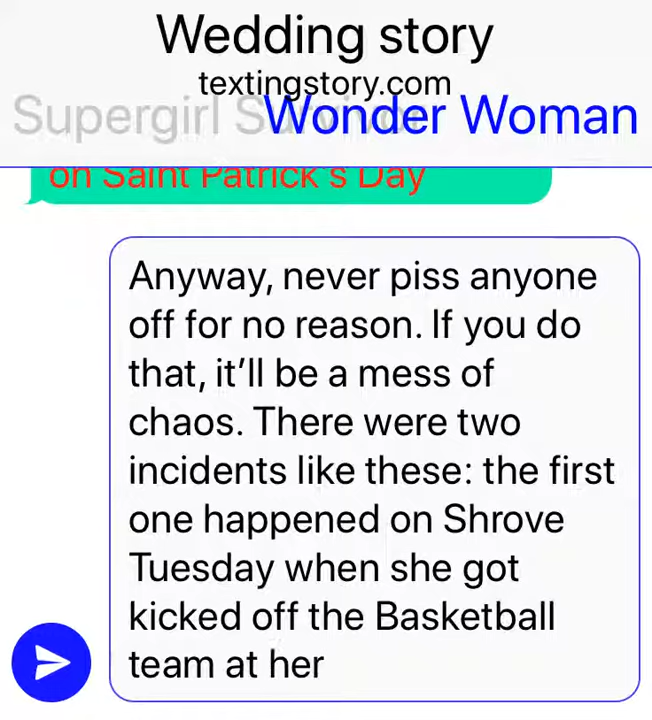 Wedding story
textingstory.com
Supergirl S Wonder Woman
on Saint Patrick's Day
Anyway, never piss anyone
off for no reason. If you do
that, it’ll be a mess of
chaos. There were two
incidents like these: the first
one happened on Shrove
Tuesday when she got
kicked off the Basketball
team at her